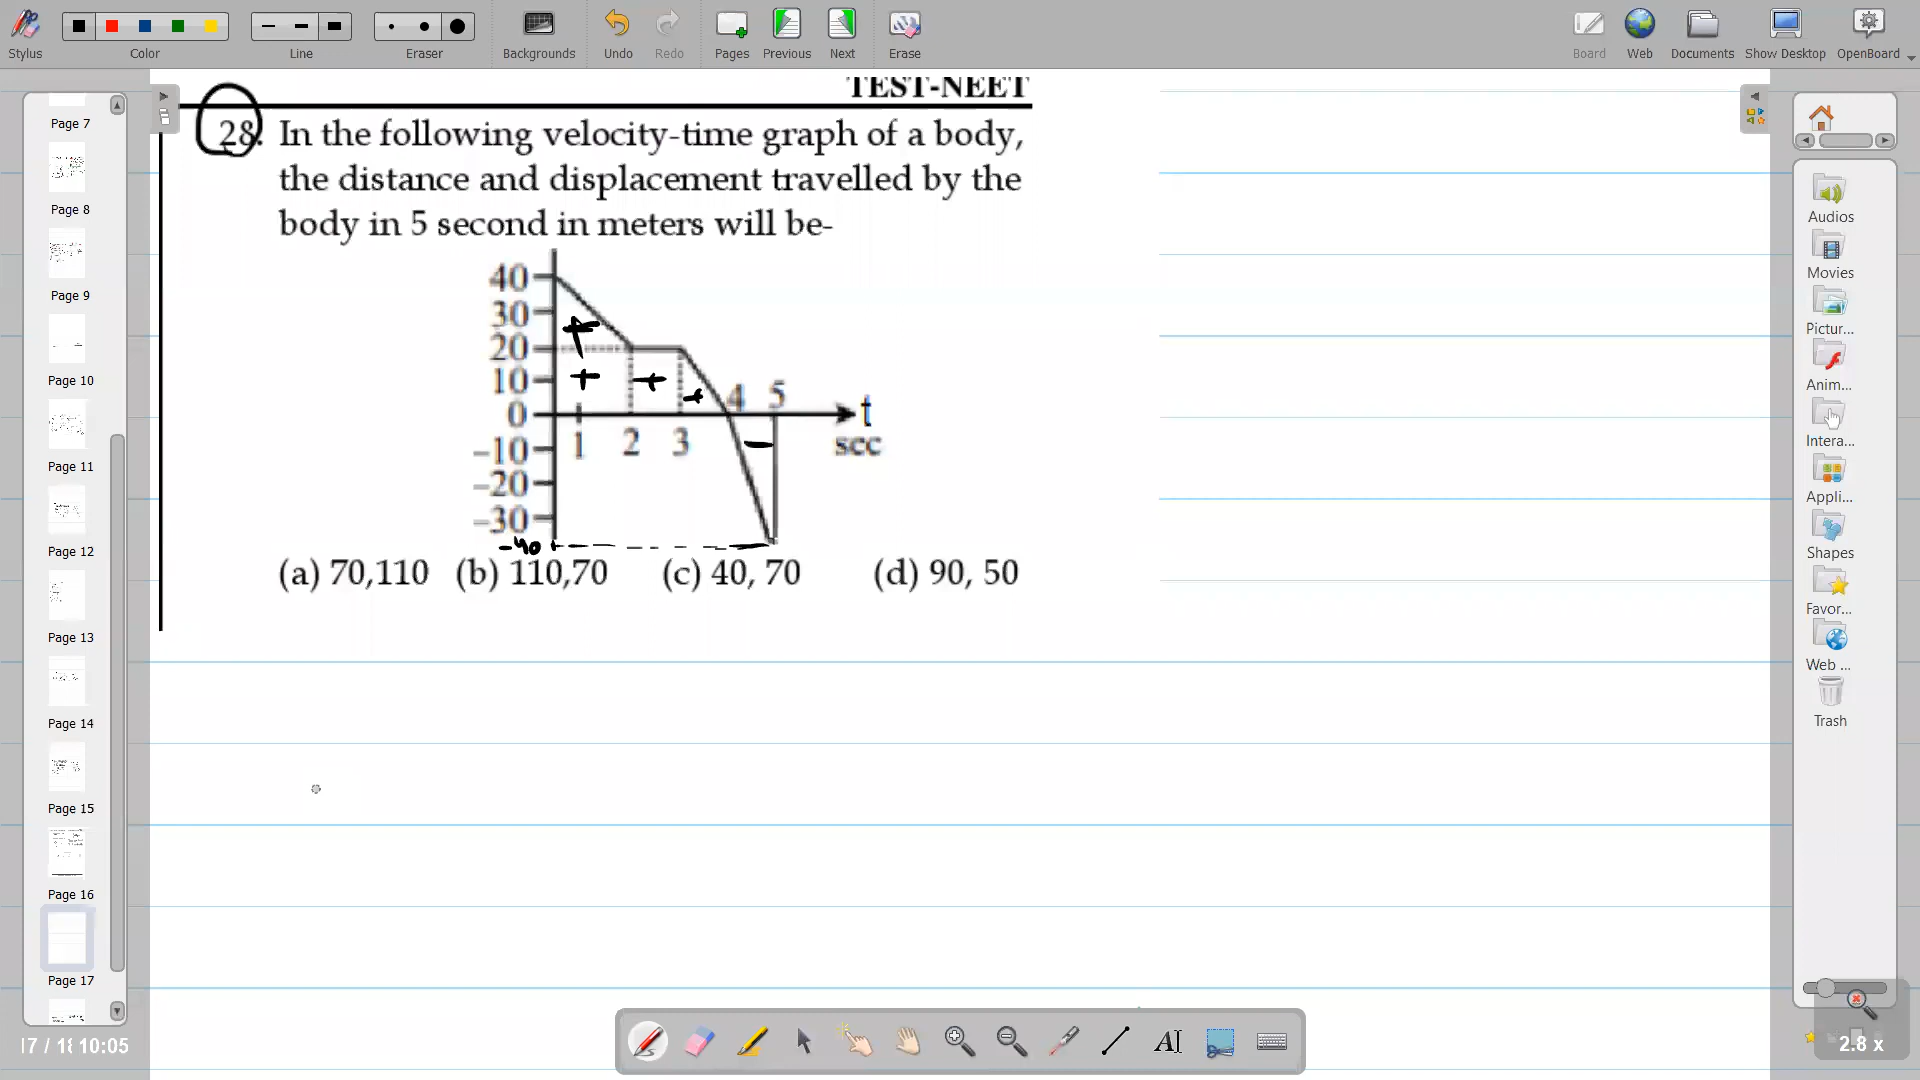 Stylus
Color
Line
Eraser
Backgrounds
Undo
Redo
Pages
Previous
Next
Erase
Board
Web
Documents
Show Desktop
OpenBoard
TEST-NEET
28. In the following velocity-time graph of a body,
the distance and displacement travelled by the
body in 5 second in meters will be-
40
30
20
10
0
-10
-20
-30
-40
1 2 3 4 5
t
sec
(a) 70,110 (b) 110,70 (c) 40, 70 (d) 90, 50
Page 7
Page 8
Page 9
Page 10
Page 11
Page 12
Page 13
Page 14
Page 15
Page 16
Page 17
10:05
Audios
Movies
Pictur...
Anim...
Intera...
Appli...
Shapes
Favor...
Web ...
Trash
2.8 x